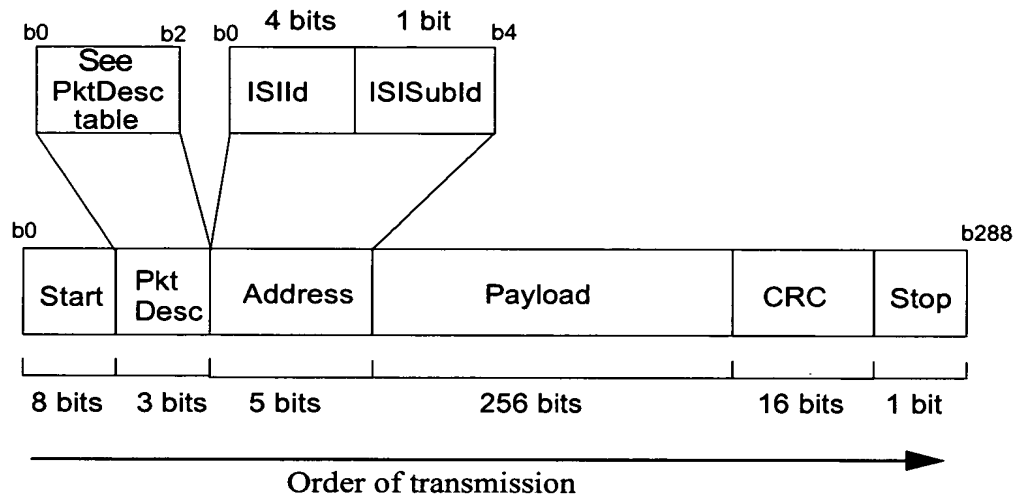 4 bits 1 bit
b0 b2 b0 b4
See
PktDesc
table
ISIId ISISubId
b0 b288
Start Pkt
Desc Address Payload CRC Stop
8 bits 3 bits 5 bits 256 bits 16 bits 1 bit
Order of transmission